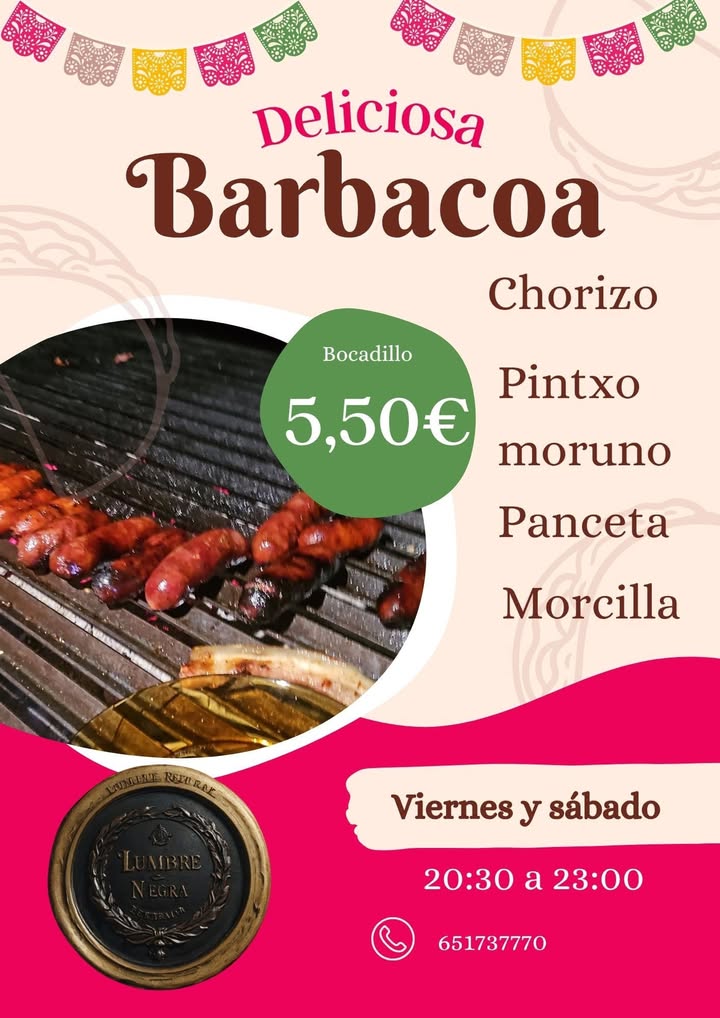 Deliciosa
Barbacoa
Chorizo
Bocadillo
5,50€
Pintxo
moruno
Panceta
Morcilla
LUMBRE
NEGRA
Viernes y sábado
20:30 a 23:00
651737770